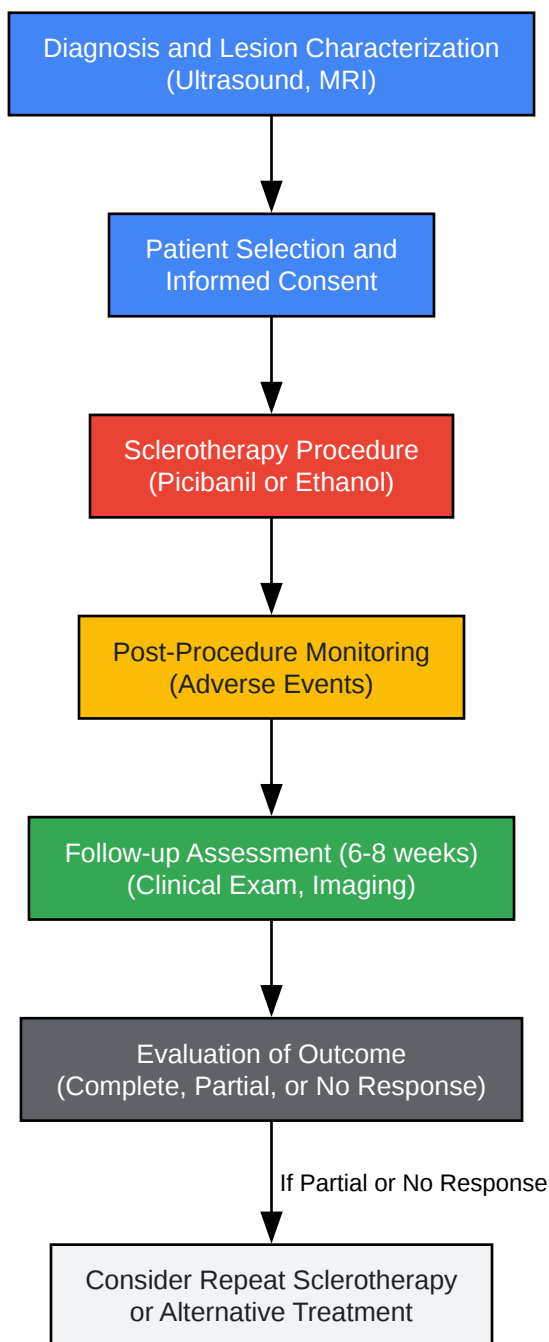 Diagnosis and Lesion Characterization
(Ultrasound, MRI)
Patient Selection and
Informed Consent
Sclerotherapy Procedure
(Picibanil or Ethanol)
Post-Procedure Monitoring
(Adverse Events)
Follow-up Assessment (6-8 weeks)
(Clinical Exam, Imaging)
Evaluation of Outcome
(Complete, Partial, or No Response)
If Partial or No Response
Consider Repeat Sclerotherapy
or Alternative Treatment